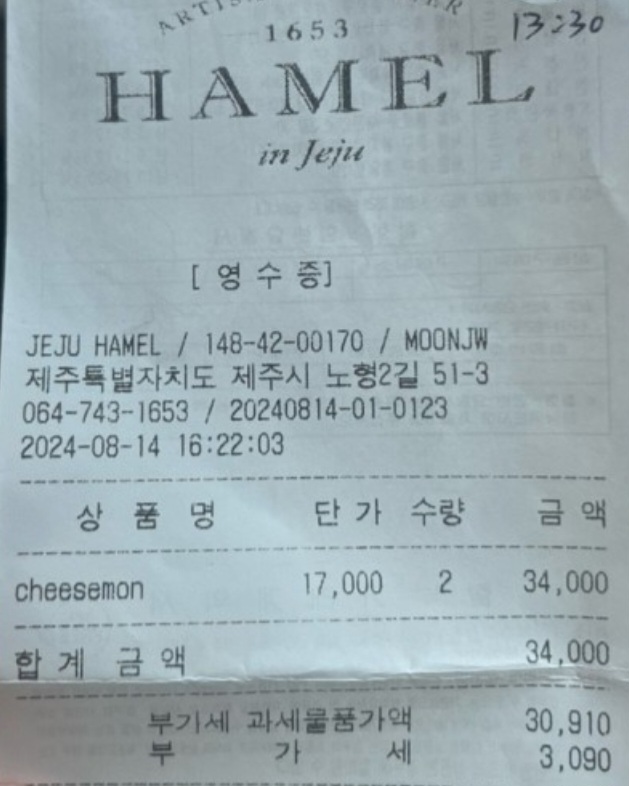 13:30
1653
HAMEL
in Jeju
[ 영 수 증]
JEJU HAMEL / 148-42-00170 / MOONJW
제주특별자치도 제주시 노형2길 51-3
064-743-1653 / 20240814-01-0123
2024-08-14 16:22:03
상 품 명 단 가 수량 금 액
cheesemon 17,000 2 34,000
합 계 금 액 34,000
부기세 과세물품가액 30,910
부 가 세 3,090